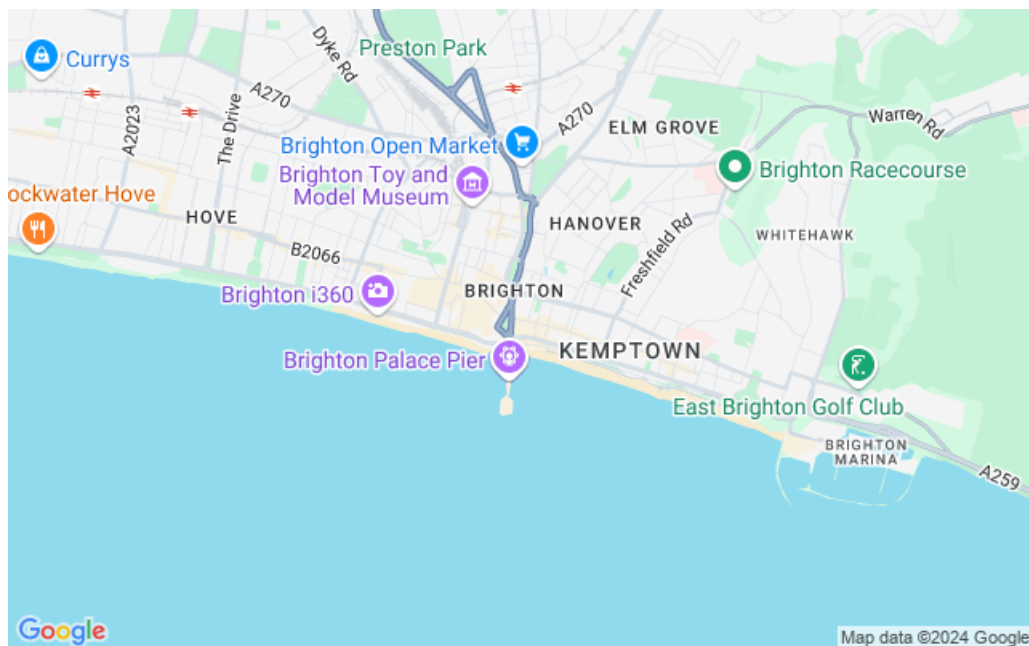 Preston Park
Dyke Rd
Currys
A270
A2023
The Drive
A270
ELM GROVE
Warren Rd
Brighton Open Market
Brighton Toy and
Model Museum
Brighton Racecourse
ockwater Hove
HOVE
HANOVER
Freshfield Rd
WHITEHAWK
B2066
Brighton i360
BRIGHTON
Brighton Palace Pier
KEMPTOWN
East Brighton Golf Club
BRIGHTON
MARINA
A259
Google
Map data ©2024 Google